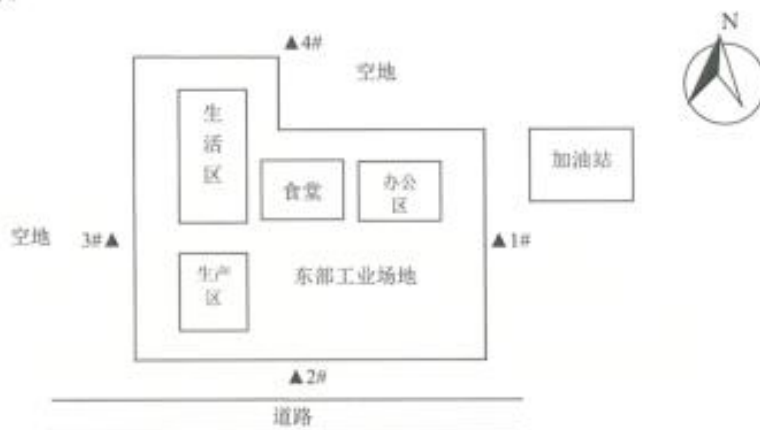 N
▲4#
空地
生活区
加油站
食堂
办公
区
空地
3#▲
▲1#
生产
区
东部工业场地
▲2#
道路